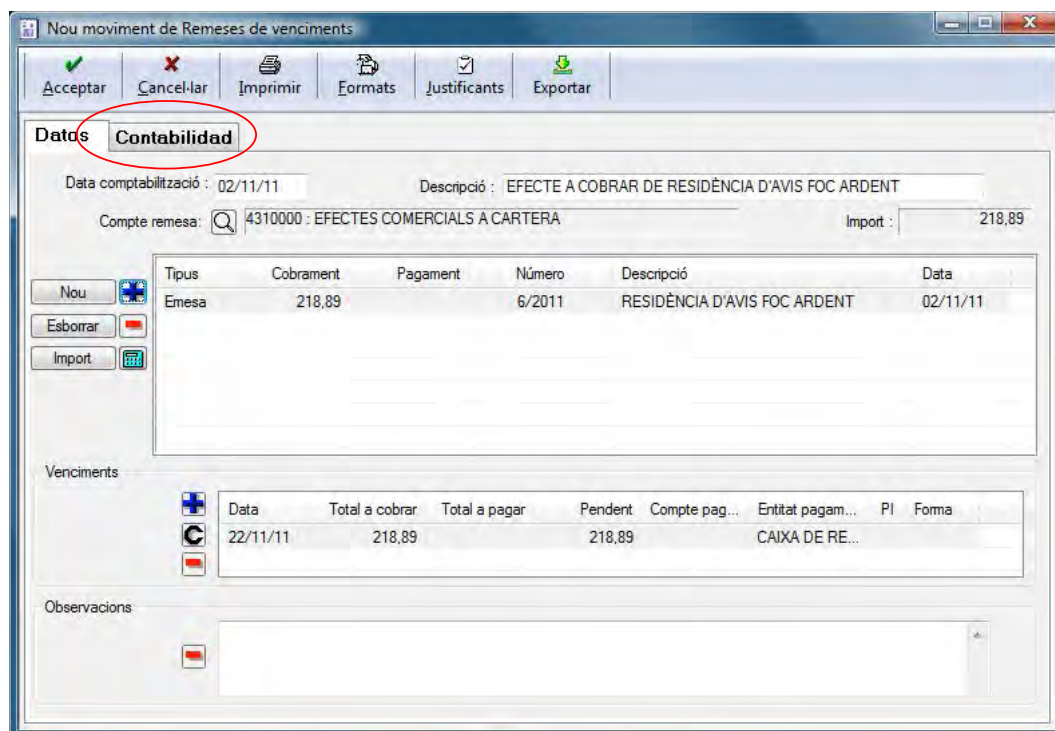 Nou moviment de Remeses de venciments
Acceptar Cancel·lar Imprimir Formats Justificants Exportar
Datos Contabilidad
Data comptabilització : 02/11/11 Descripció : EFECTE A COBRAR DE RESIDÈNCIA D'AVIS FOC ARDENT
Compte remesa: 4310000 : EFECTES COMERCIALS A CARTERA Import : 218,89
Tipus Cobrament Pagament Número Descripció Data
Nou Emesa 218,89 6/2011 RESIDÈNCIA D'AVIS FOC ARDENT 02/11/11
Esborrar
Import
Venciments
Data Total a cobrar Total a pagar Pendent Compte pag... Entitat pagam... PI Forma
C 22/11/11 218,89 218,89 CAIXA DE RE...
Observacions